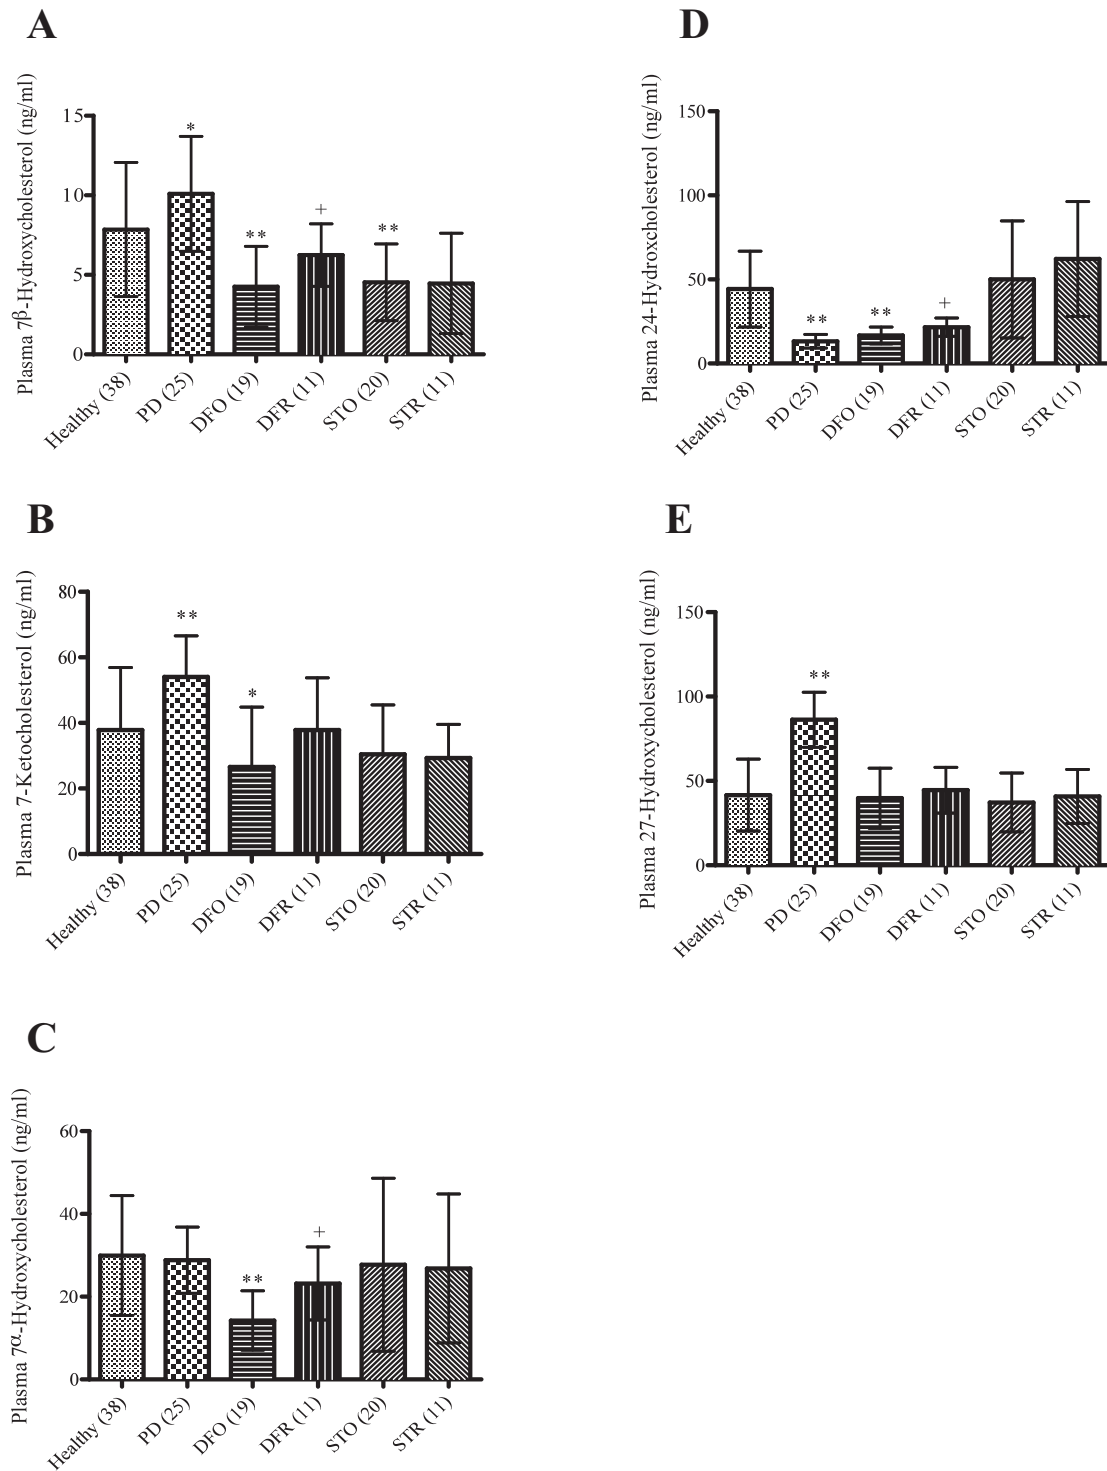 A
Plasma 7β-Hydroxycholesterol (ng/ml)
15
10
5
0
*
**
+
**
Healthy (38)
PD (25)
DFO (19)
DFR (11)
STO (20)
STR (11)
B
Plasma 7-Ketocholesterol (ng/ml)
80
60
40
20
0
**
*
Healthy (38)
PD (25)
DFO (19)
DFR (11)
STO (20)
STR (11)
C
Plasma 7α-Hydroxycholesterol (ng/ml)
60
40
20
0
**
+
Healthy (38)
PD (25)
DFO (19)
DFR (11)
STO (20)
STR (11)
D
Plasma 24-Hydroxcholesterol (ng/ml)
150
100
50
0
**
**
+
Healthy (38)
PD (25)
DFO (19)
DFR (11)
STO (20)
STR (11)
E
Plasma 27-Hydroxycholesterol (ng/ml)
150
100
50
0
**
Healthy (38)
PD (25)
DFO (19)
DFR (11)
STO (20)
STR (11)